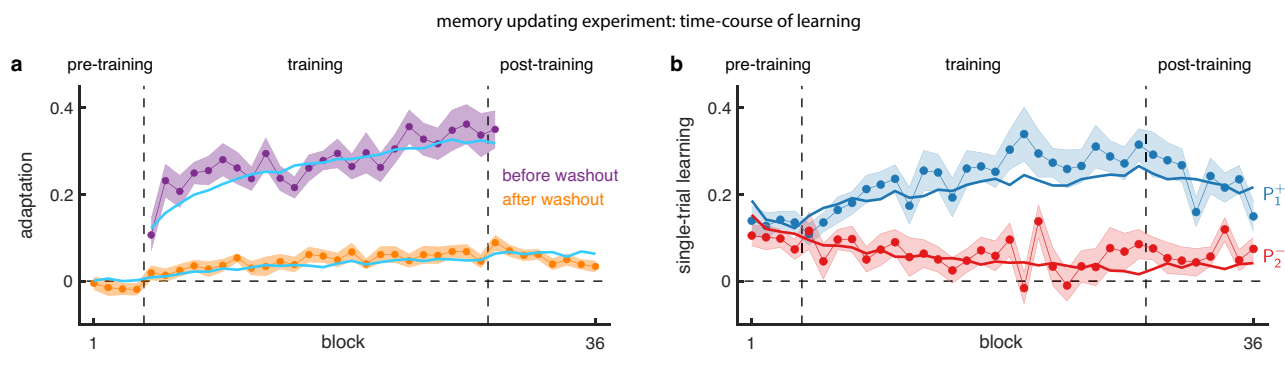 memory updating experiment: time-course of learning
a
pre-training
training
post-training
adaptation
0.4
0.2
0
before washout
after washout
1
block
36
b
pre-training
training
post-training
single-trial learning
0.4
0.2
0
P₁⁺
P₂⁻
1
block
36